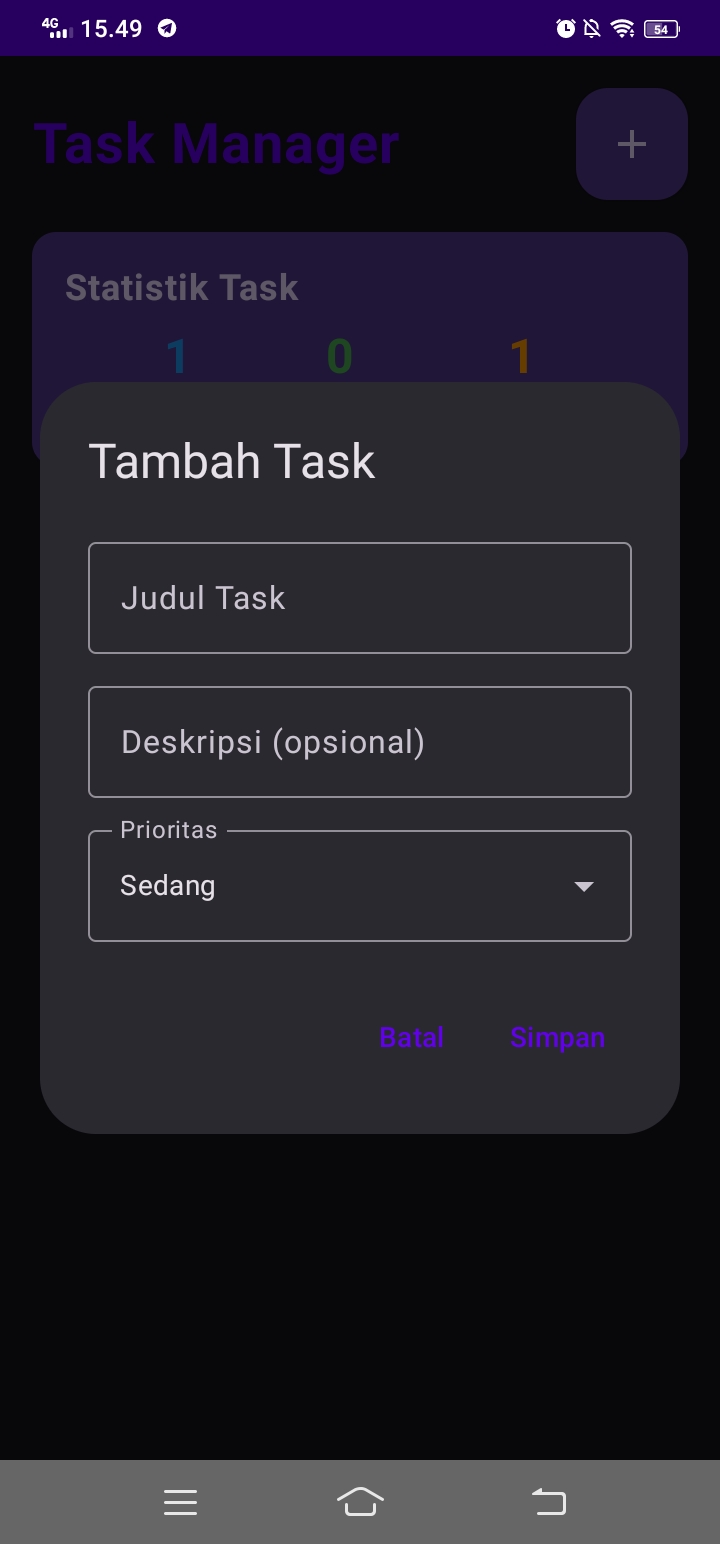 4G 15.49 54
Task Manager +
Statistik Task
1 0 1
Tambah Task
Judul Task
Deskripsi (opsional)
Prioritas
Sedang
Batal Simpan